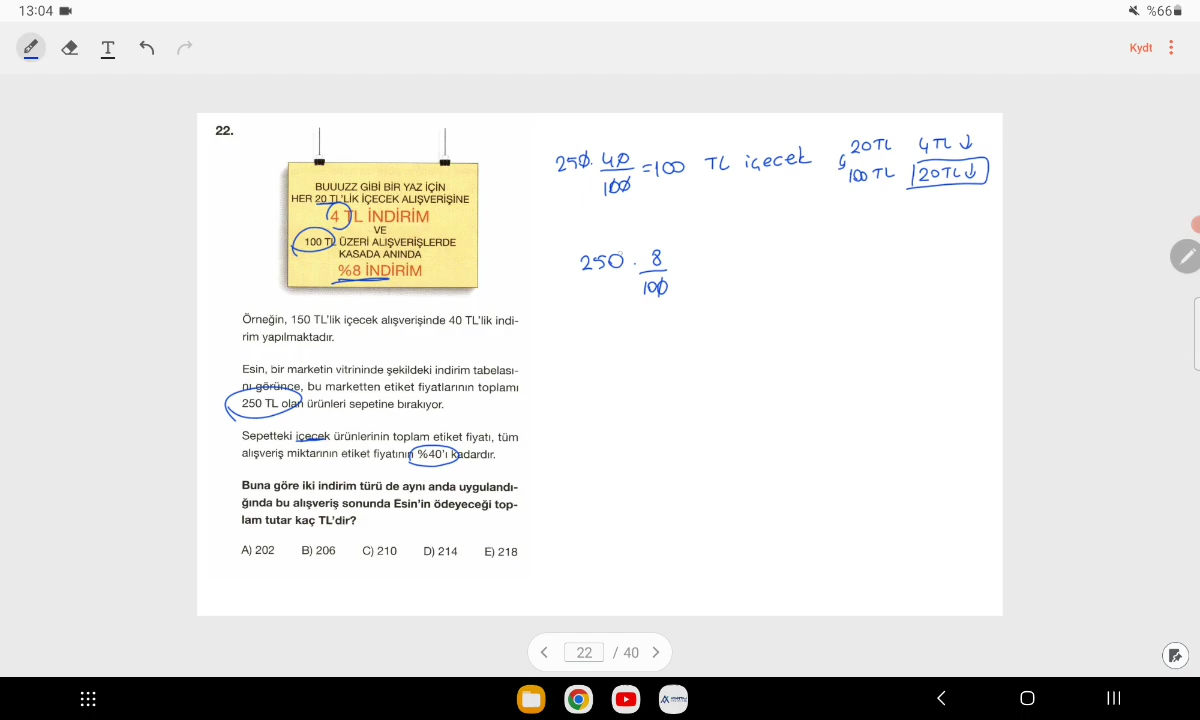 13:04
%66
T
Kydt
22.
BUUUZZ GİBİ BİR YAZ İÇİN
HER 20 TL'LİK İÇECEK ALIŞVERİŞİNE
4 TL İNDİRİM
VE
100 TL ÜZERİ ALIŞVERİŞLERDE
KASADA ANINDA
%8 İNDİRİM
Örneğin, 150 TL'lik içecek alışverişinde 40 TL'lik indi-
rim yapılmaktadır.
Esin, bir marketin vitrininde şekildeki indirim tabelası-
nı görünce, bu marketten etiket fiyatlarının toplamı
250 TL olan ürünleri sepetine bırakıyor.
Sepetteki içecek ürünlerinin toplam etiket fiyatı, tüm
alışveriş miktarının etiket fiyatının %40'ı kadardır.
Buna göre iki indirim türü de aynı anda uygulandı-
ğında bu alışveriş sonunda Esin'in ödeyeceği top-
lam tutar kaç TL'dir?
A) 202 B) 206 C) 210 D) 214 E) 218
250 . 40/100 = 100 TL içecek
20TL 4TL ↓
100 TL 20TL ↓
250 . 8/100
22 / 40